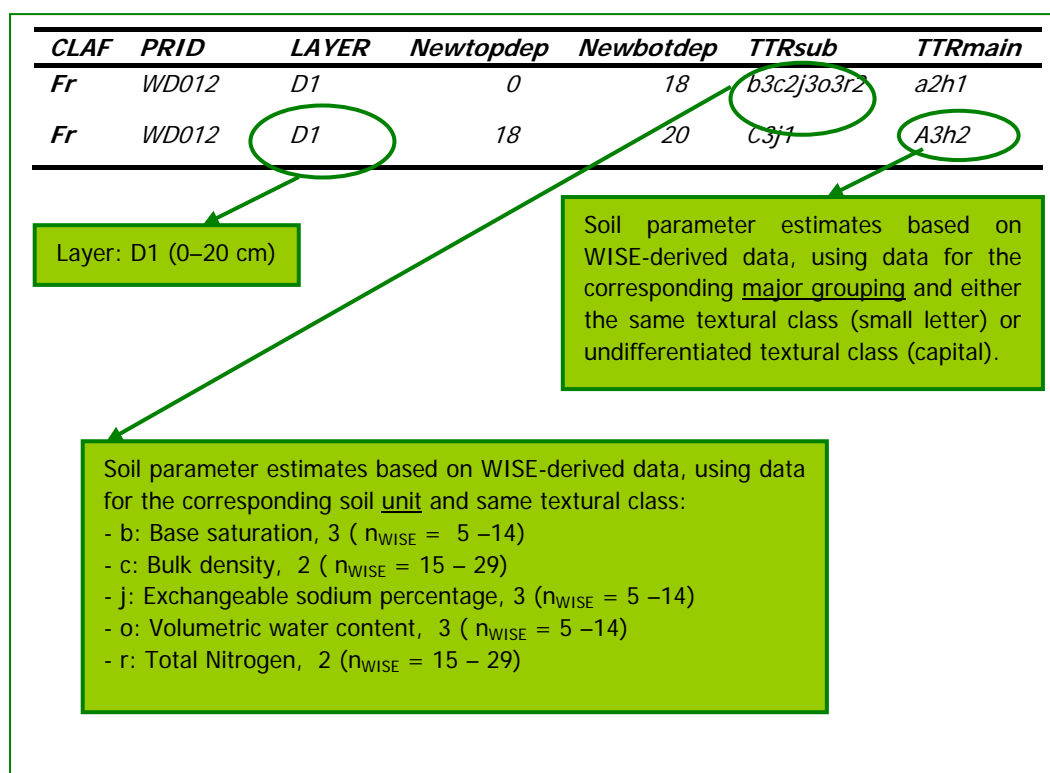 CLAF PRID LAYER Newtopdep Newbotdep TTRsub TTRmain
Fr WD012 D1 0 18 b3c2j3o3r2 a2h1
Fr WD012 D1 18 20 C3j1 A3h2
Layer: D1 (0–20 cm)
Soil parameter estimates based on
WISE-derived data, using data for the
corresponding major grouping and either
the same textural class (small letter) or
undifferentiated textural class (capital).
Soil parameter estimates based on WISE-derived data, using data
for the corresponding soil unit and same textural class:
- b: Base saturation, 3 ( nWISE = 5 –14)
- c: Bulk density, 2 ( nWISE = 15 – 29)
- j: Exchangeable sodium percentage, 3 (nWISE = 5 –14)
- o: Volumetric water content, 3 ( nWISE = 5 –14)
- r: Total Nitrogen, 2 (nWISE = 15 – 29)